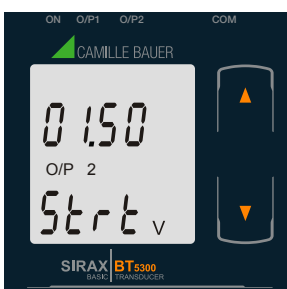 ON O/P1 O/P2 COM
CAMILLE BAUER
01.50
O/P 2
Strt V
SIRAX BT5300
BASIC TRANSDUCER